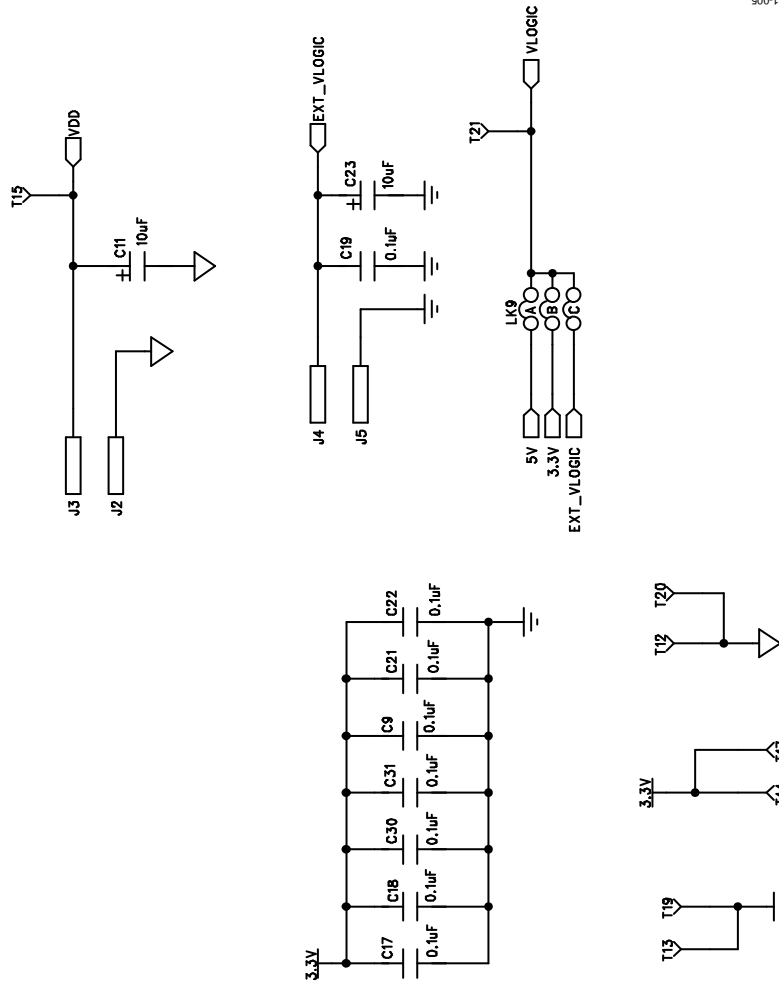 T15
VDD
C11
10uF
J3
J2
EXT_VLOGIC
C23
10uF
C19
0.1uF
J4
J5
VLOGIC
T21
LK9
A
B
C
5V
3.3V
EXT_VLOGIC
3.3V
C17
0.1uF
C18
0.1uF
C30
0.1uF
C31
0.1uF
C9
0.1uF
C21
0.1uF
C22
0.1uF
T20
T12
3.3V
T19
T13